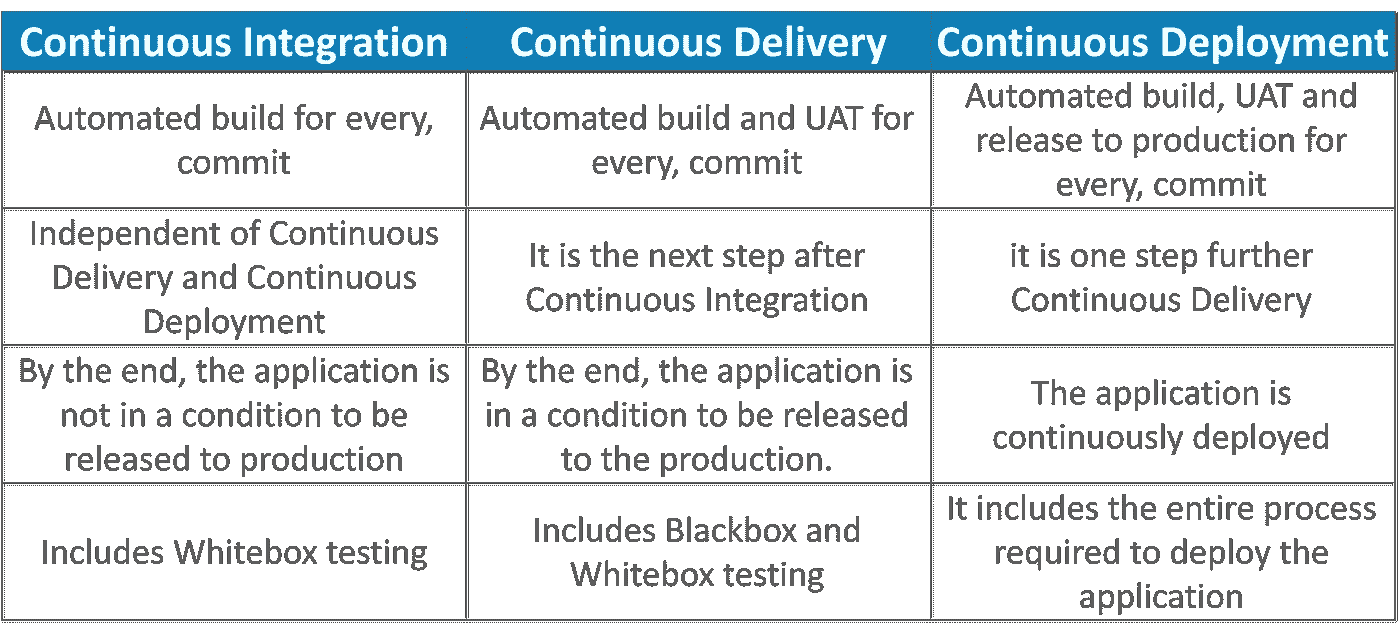 Continuous Integration
Continuous Delivery
Continuous Deployment
Automated build for every,
commit
Automated build and UAT for
every, commit
Automated build, UAT and
release to production for
every, commit
Independent of Continuous
Delivery and Continuous
Deployment
It is the next step after
Continuous Integration
it is one step further
Continuous Delivery
By the end, the application is
not in a condition to be
released to production
By the end, the application is
in a condition to be released
to the production.
The application is
continuously deployed
Includes Whitebox testing
Includes Blackbox and
Whitebox testing
It includes the entire process
required to deploy the
application